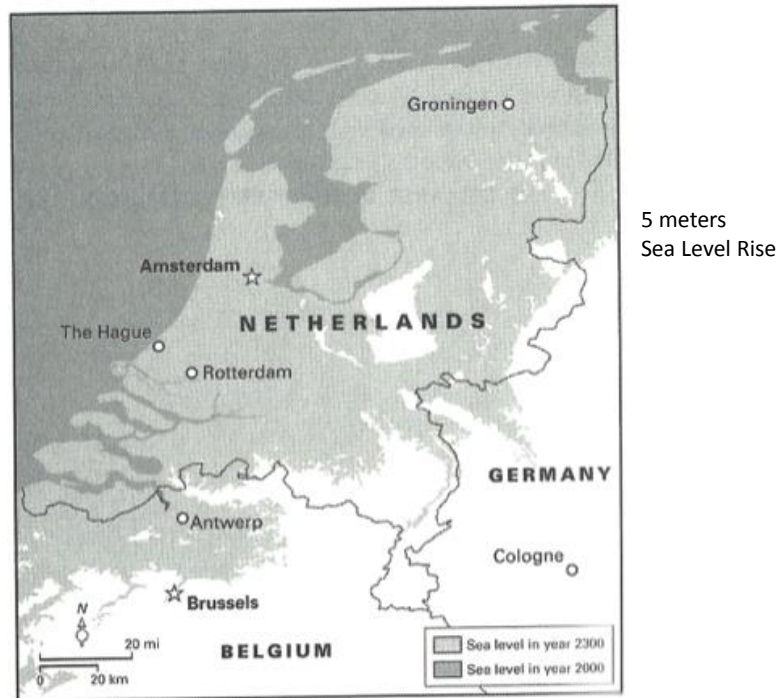 Groningen
5 meters
Sea Level Rise
Amsterdam
NETHERLANDS
The Hague
Rotterdam
GERMANY
Antwerp
Cologne
Brussels
N
20 mi
20 km
BELGIUM
Sea level in year 2300
Sea level in year 2000
0